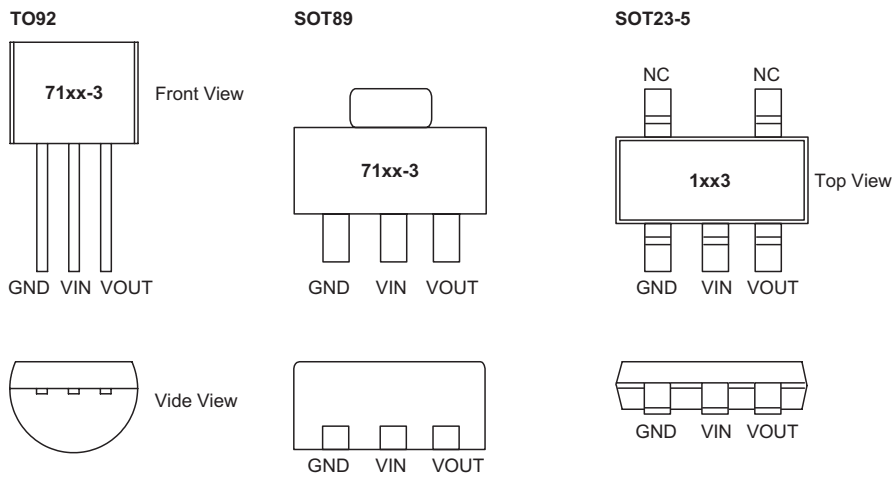 TO92 SOT89 SOT23-5
NC NC
71xx-3 Front View
71xx-3 1xx3 Top View
GND VIN VOUT GND VIN VOUT GND VIN VOUT
Vide View
GND VIN VOUT
GND VIN VOUT